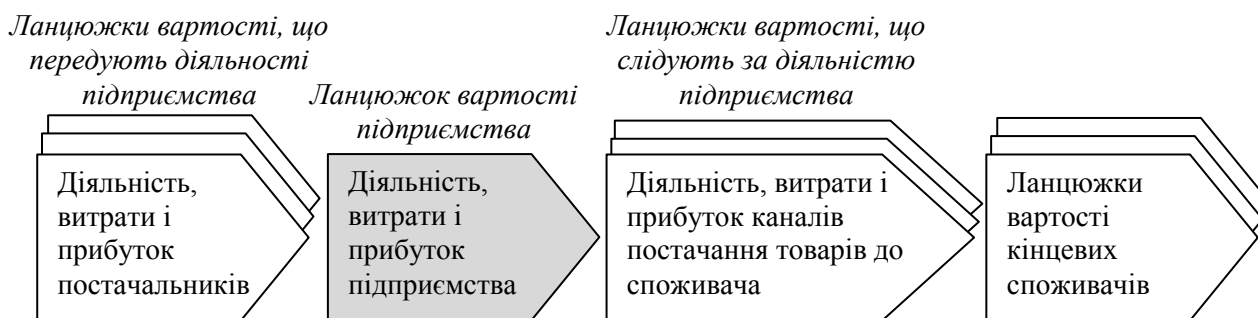 Ланцюжки вартості, що
передують діяльності
підприємства
Ланцюжок вартості
підприємства
Ланцюжки вартості, що
слідують за діяльністю
підприємства
Діяльність,
витрати і
прибуток
постачальників
Діяльність,
витрати і
прибуток
підприємства
Діяльність, витрати і
прибуток каналів
постачання товарів до
споживача
Ланцюжки
вартості
кінцевих
споживачів